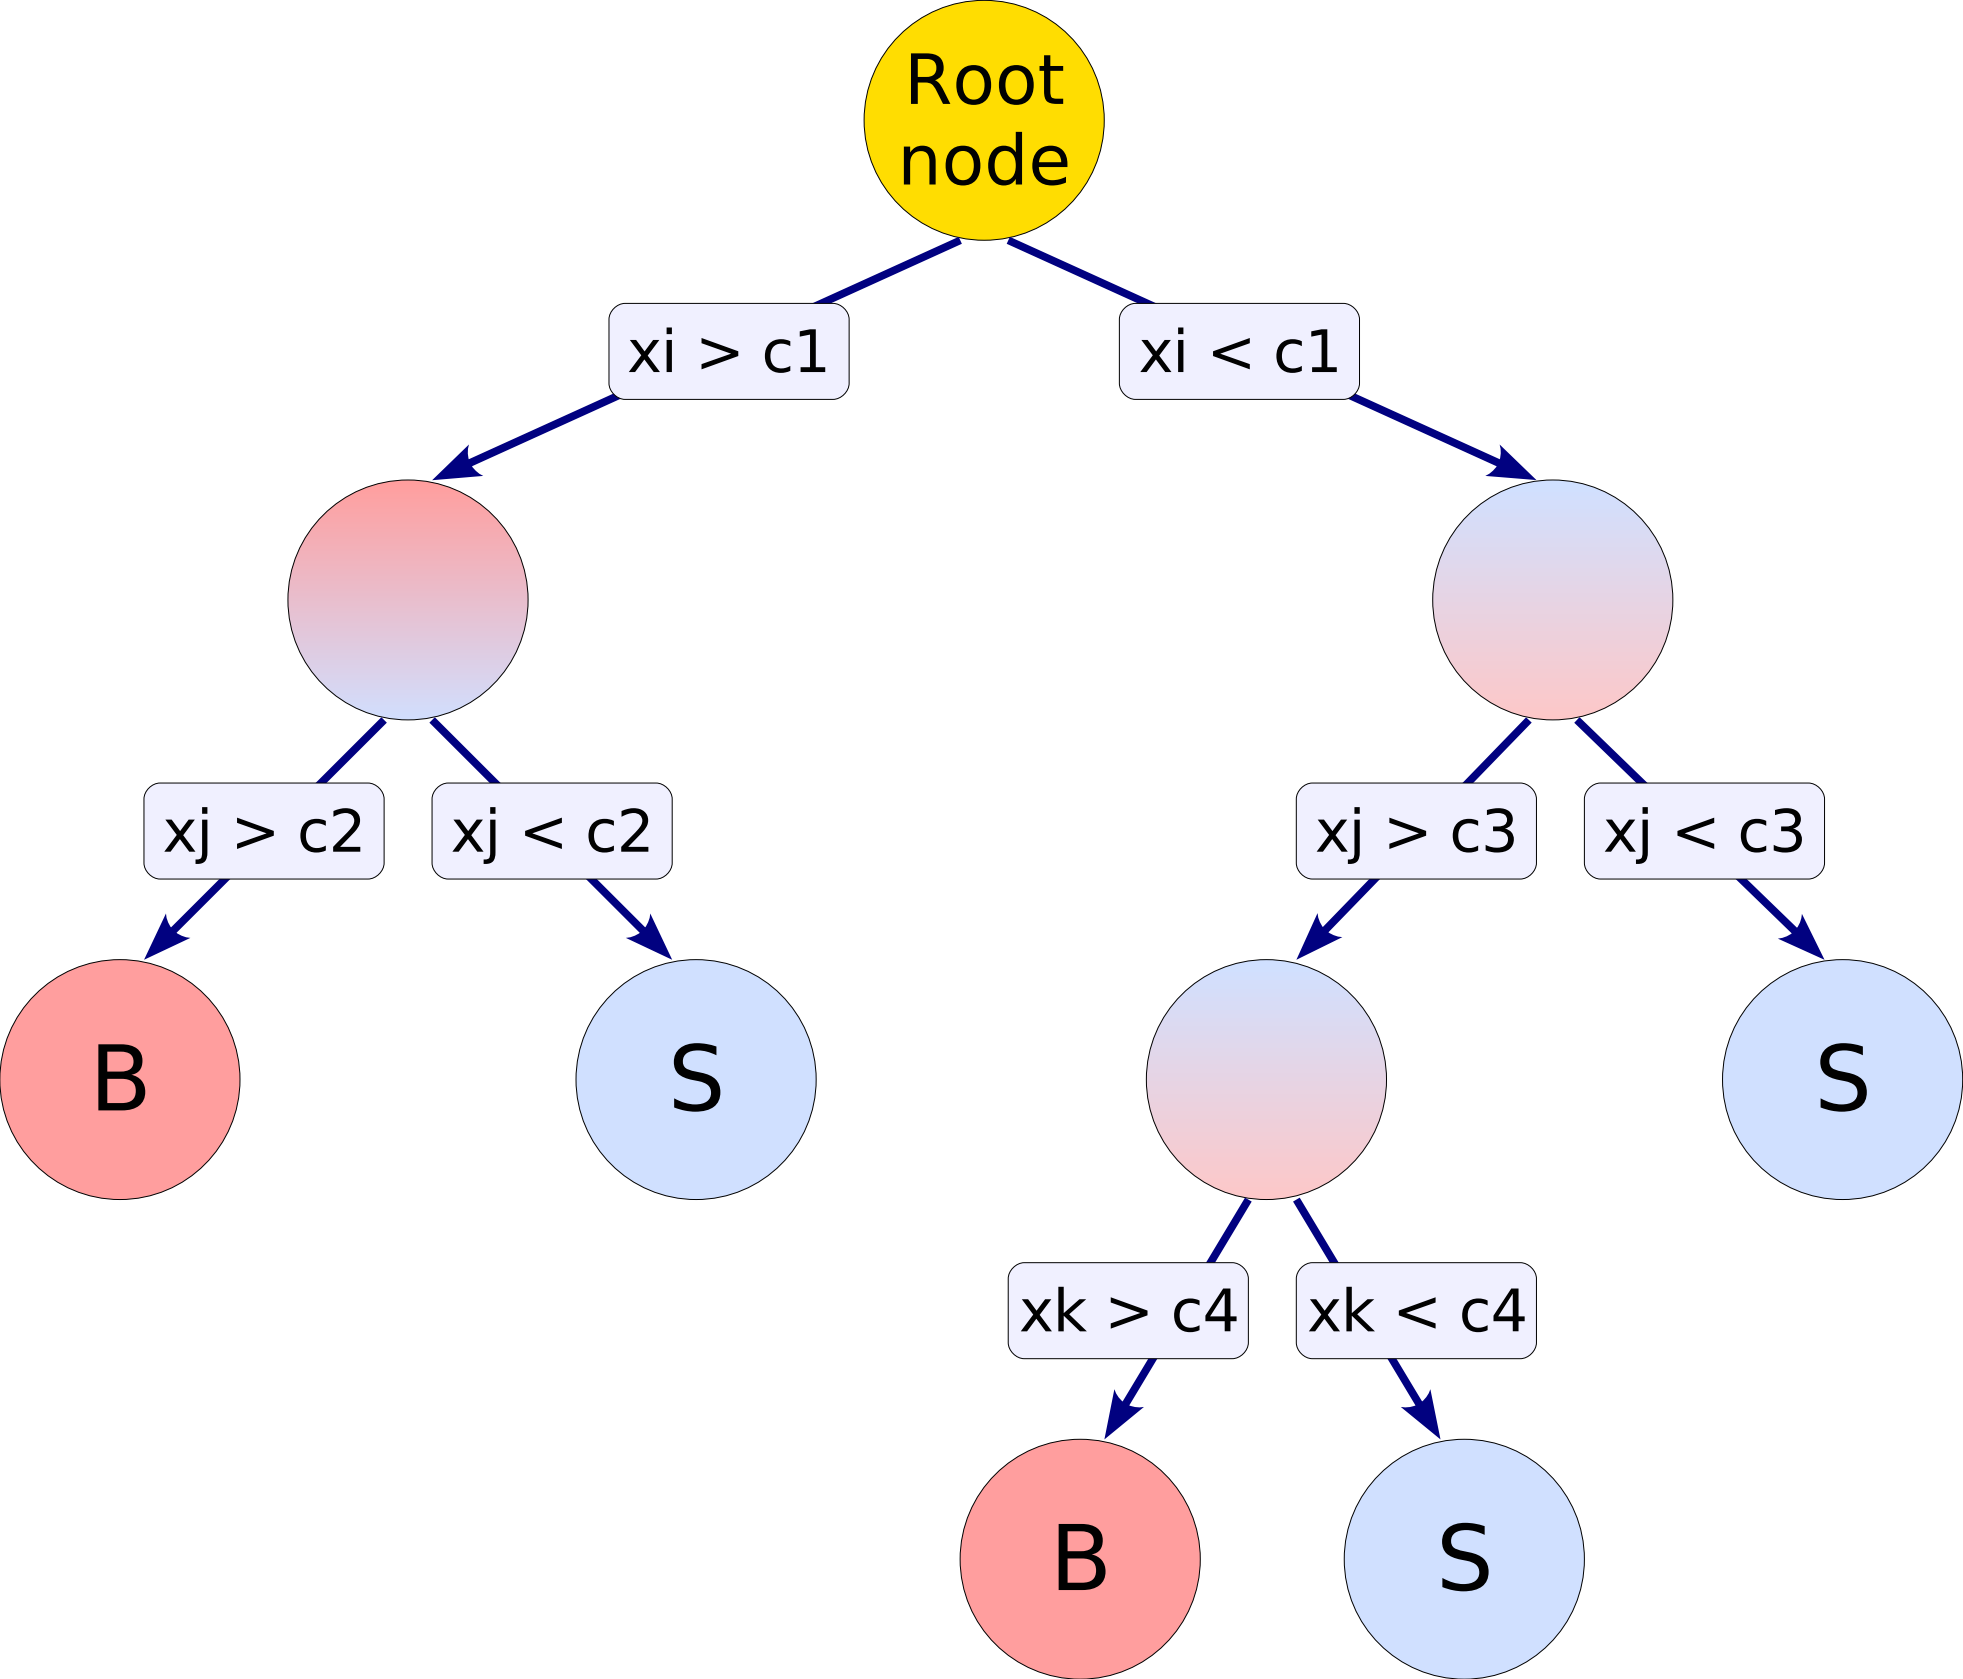 Root
node
xi > c1
xi < c1
xj > c2
xj < c2
xj > c3
xj < c3
B
S
S
xk > c4
xk < c4
B
S